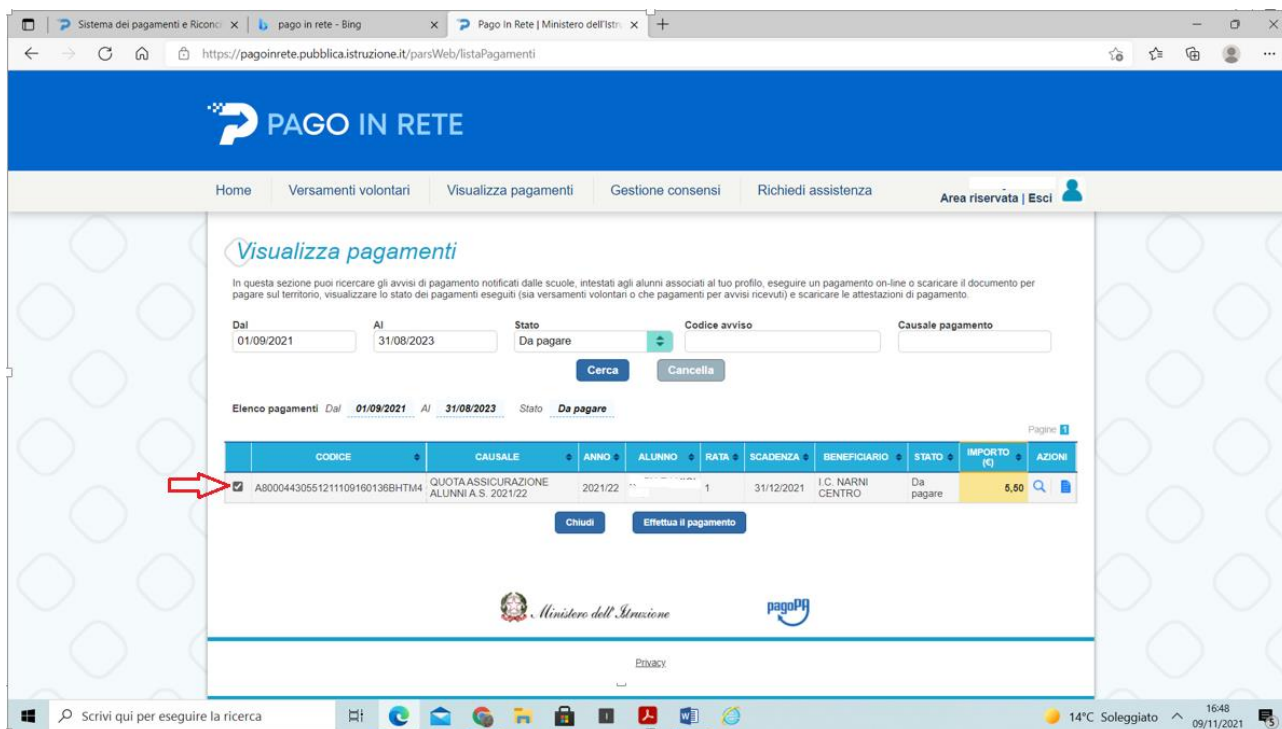 Sistema dei pagamenti e Riconci
pago in rete - Bing
Pago In Rete | Ministero dell'Istru
https://pagoinrete.pubblica.istruzione.it/parsWeb/listaPagamenti
PAGO IN RETE
Home Versamenti volontari Visualizza pagamenti Gestione consensi Richiedi assistenza Area riservata | Esci
Visualizza pagamenti
In questa sezione puoi ricercare gli avvisi di pagamento notificati dalle scuole, intestati agli alunni associati al tuo profilo, eseguire un pagamento on-line o scaricare il documento per
pagare sul territorio, visualizzare lo stato dei pagamenti eseguiti (sia versamenti volontari o che pagamenti per avvisi ricevuti) e scaricare le attestazioni di pagamento.
Dal Al Stato Codice avviso Causale pagamento
01/09/2021 31/08/2023 Da pagare
Cerca Cancella
Elenco pagamenti Dal 01/09/2021 Al 31/08/2023 Stato Da pagare
Pagine 1
CODICE CAUSALE ANNO ALUNNO RATA SCADENZA BENEFICIARIO STATO IMPORTO (€) AZIONI
A80004430551211109160136BHTM4 QUOTA ASSICURAZIONE ALUNNI A.S. 2021/22 2021/22 1 31/12/2021 I.C. NARNI CENTRO Da pagare 5,50
Chiudi Effettua il pagamento
Ministero dell'Istruzione pagoPA
Privacy
Scrivi qui per eseguire la ricerca
14°C Soleggiato
16:48
09/11/2021
5